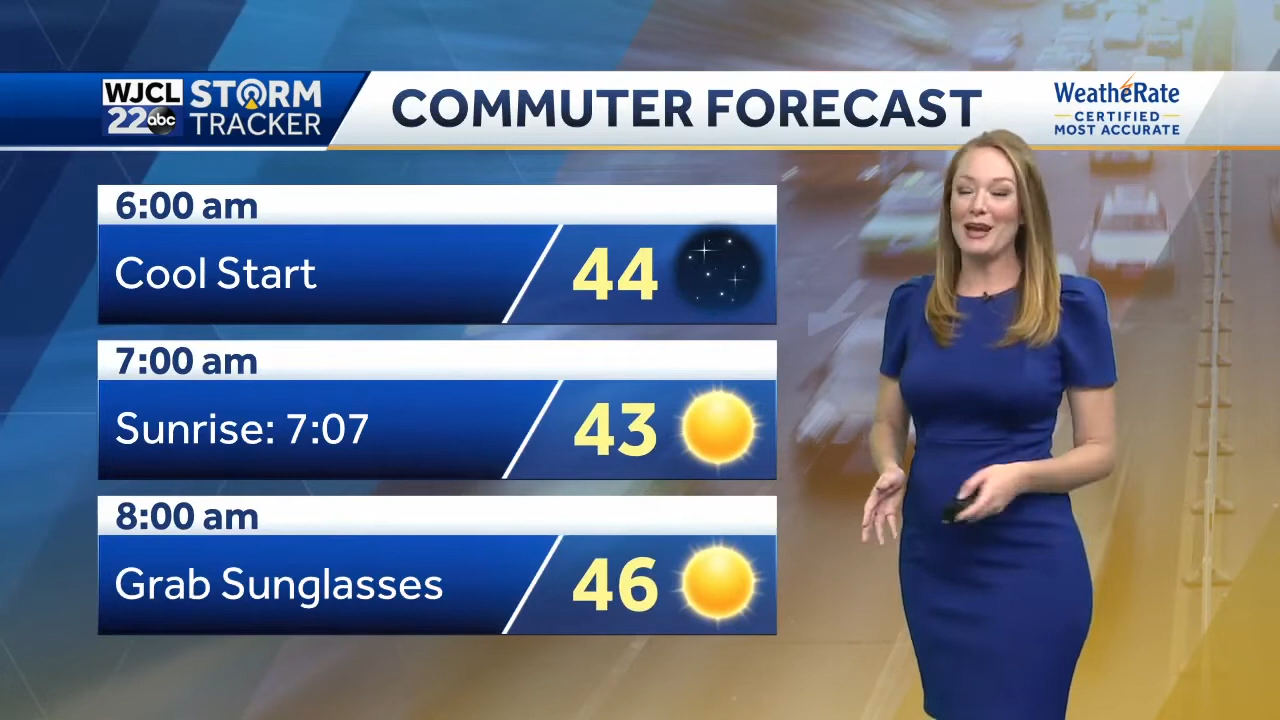 WJCL
22 abc
STORM
TRACKER
COMMUTER FORECAST
WeatheRate
CERTIFIED
MOST ACCURATE
6:00 am
Cool Start
44
7:00 am
Sunrise: 7:07
43
8:00 am
Grab Sunglasses
46